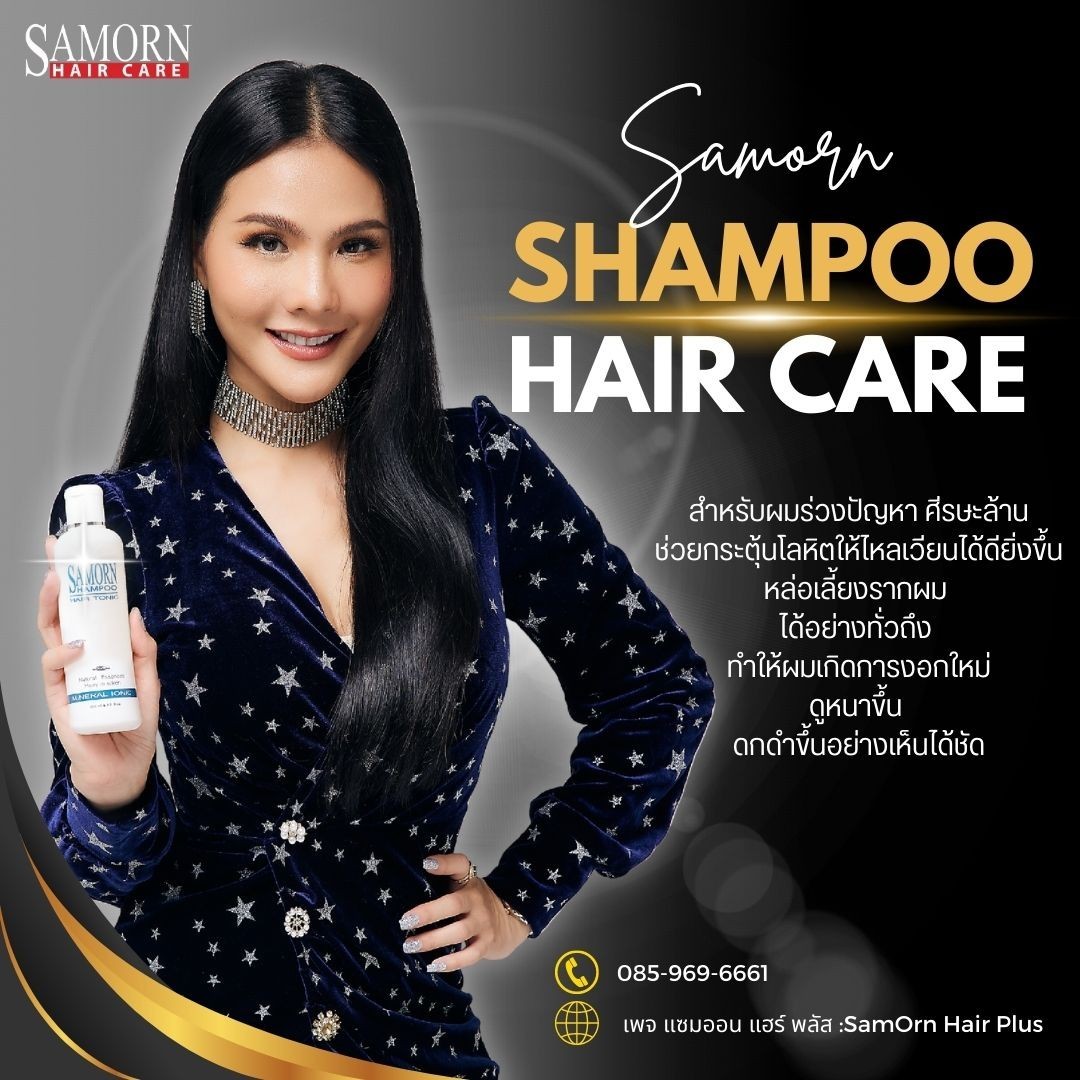 SAMORN
HAIR CARE
Samorn
SHAMPOO
HAIR CARE
สำหรับผมร่วงปัญหา ศีรษะล้าน
ช่วยกระตุ้นโลหิตให้ไหลเวียนได้ดียิ่งขึ้น
หล่อเลี้ยงรากผม
ได้อย่างทั่วถึง
ทำให้ผมเกิดการงอกใหม่
ดูหนาขึ้น
ดกดำขึ้นอย่างเห็นได้ชัด
SAMORN
SHAMPOO
HAIR TONIC
Natural
MINERAL IONIC
085-969-6661
เพจ แซมออน แฮร์ พลัส :SamOrn Hair Plus